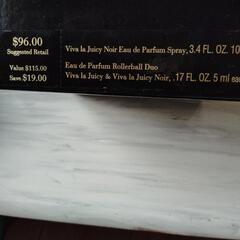 $96.00
Suggested Retail
Viva la Juicy Noir Eau de Parfum Spray, 3.4 FL. OZ. 10
Value $115.00
Save $19.00
Eau de Parfum Rollerball Duo
Viva la Juicy & Viva la Juicy Noir, .17 FL. OZ. 5 ml ea